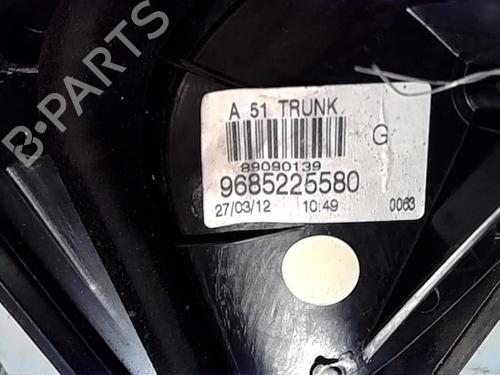 B-PARTS
A 51 TRUNK
G
89090139
9685225580
27/03/12 10:49 0063